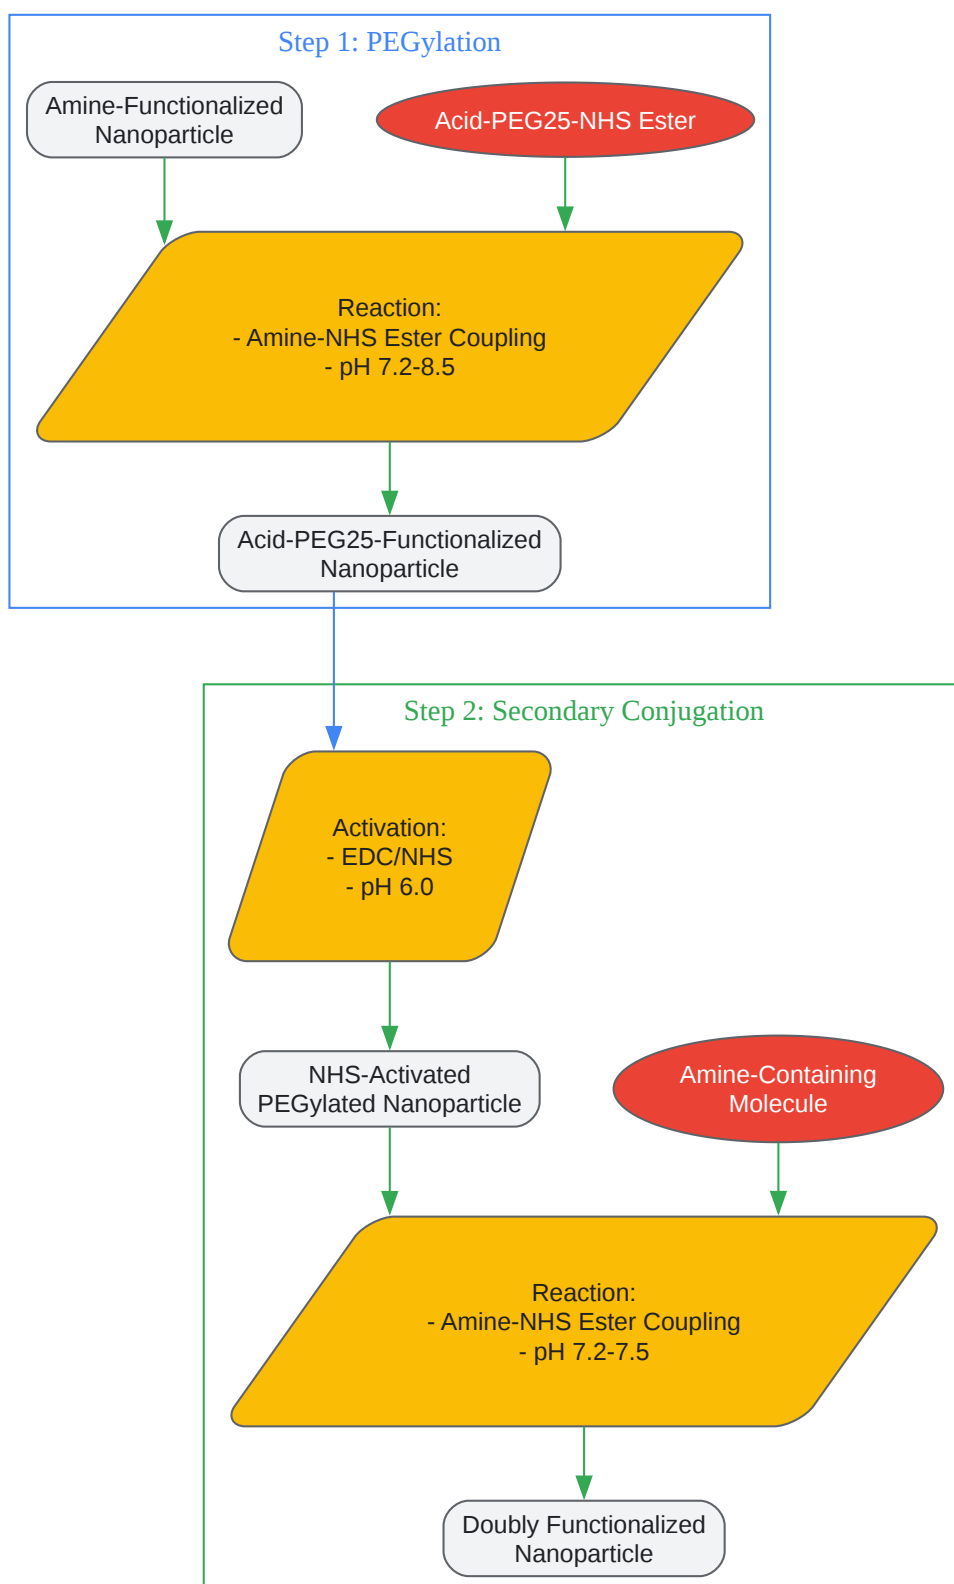 Step 1: PEGylation
Amine-Functionalized
Nanoparticle
Acid-PEG25-NHS Ester
Reaction:
- Amine-NHS Ester Coupling
- pH 7.2-8.5
Acid-PEG25-Functionalized
Nanoparticle
Step 2: Secondary Conjugation
Activation:
- EDC/NHS
- pH 6.0
NHS-Activated
PEGylated Nanoparticle
Amine-Containing
Molecule
Reaction:
- Amine-NHS Ester Coupling
- pH 7.2-7.5
Doubly Functionalized
Nanoparticle